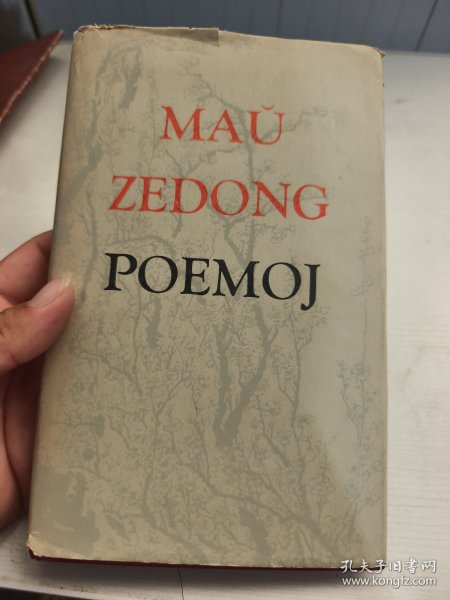 MAŬ
ZEDONG
POEMOJ
孔夫子旧书网
www.kongfz.com